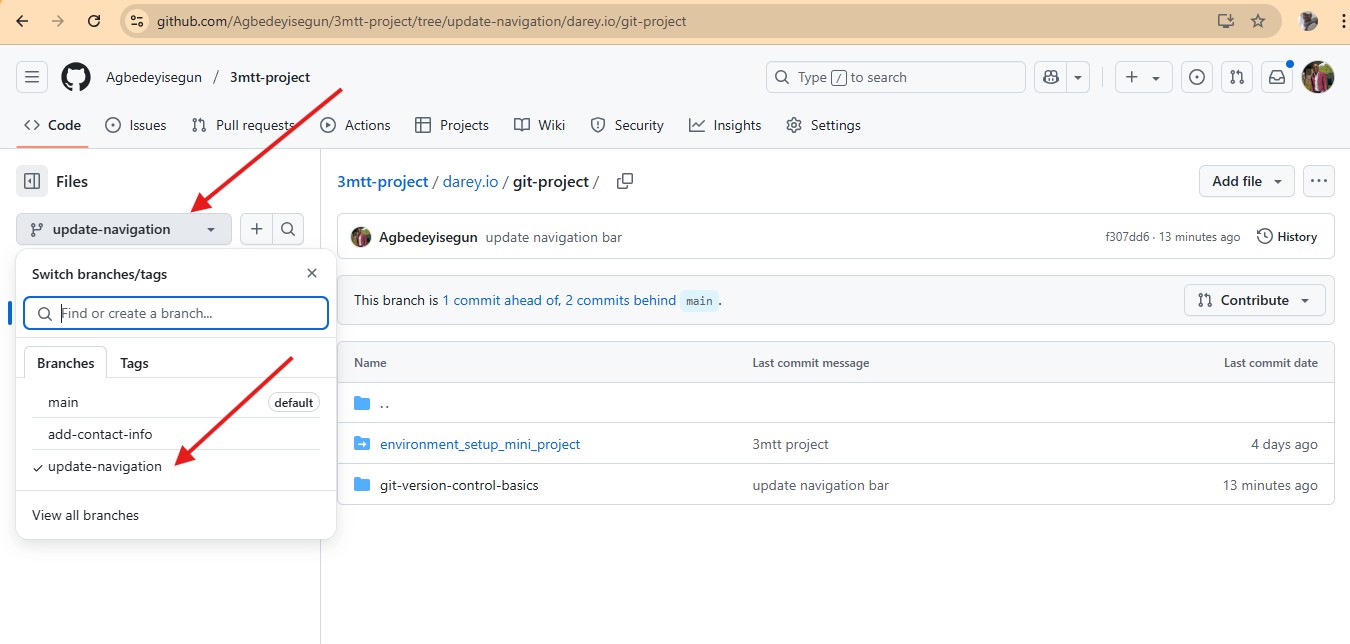 github.com/Agbedeyisegun/3mtt-project/tree/update-navigation/darey.io/git-project
Agbedeyisegun / 3mtt-project
Type / to search
Code Issues Pull requests Actions Projects Wiki Security Insights Settings
Files
3mtt-project / darey.io / git-project /
Add file
update-navigation
Agbedeyisegun update navigation bar
f307dd6 · 13 minutes ago
History
Switch branches/tags
Find or create a branch...
This branch is 1 commit ahead of, 2 commits behind main .
Contribute
Branches Tags
main default
add-contact-info
update-navigation
View all branches
Name Last commit message Last commit date
..
environment_setup_mini_project 3mtt project 4 days ago
git-version-control-basics update navigation bar 13 minutes ago